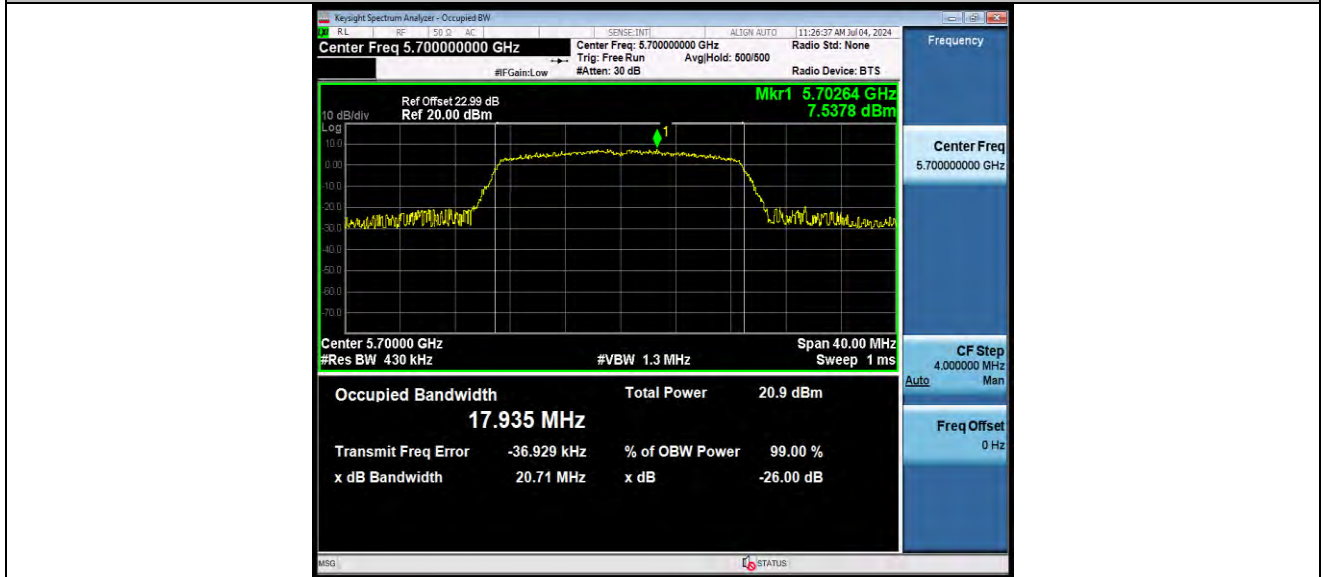 Keysight Spectrum Analyzer - Occupied BW
RL RF 50 Ω AC SENSE:INT ALIGN AUTO 11:26:37 AM Jul 04, 2024
Center Freq 5.700000000 GHz
Center Freq: 5.700000000 GHz Radio Std: None
Trig: Free Run Avg|Hold: 500/500
#IFGain:Low #Atten: 30 dB Radio Device: BTS
Frequency
Mkr1 5.70264 GHz
7.5378 dBm
Ref Offset 22.99 dB
10 dB/div Ref 20.00 dBm
Log
1
10.0
0.00
-10.0
-20.0
-30.0
-40.0
-50.0
-60.0
-70.0
Center 5.70000 GHz Span 40.00 MHz
#Res BW 430 kHz #VBW 1.3 MHz Sweep 1 ms
Center Freq
5.700000000 GHz
CF Step
4.000000 MHz
Auto Man
Freq Offset
0 Hz
Occupied Bandwidth Total Power 20.9 dBm
17.935 MHz
Transmit Freq Error -36.929 kHz % of OBW Power 99.00 %
x dB Bandwidth 20.71 MHz x dB -26.00 dB
MSG STATUS